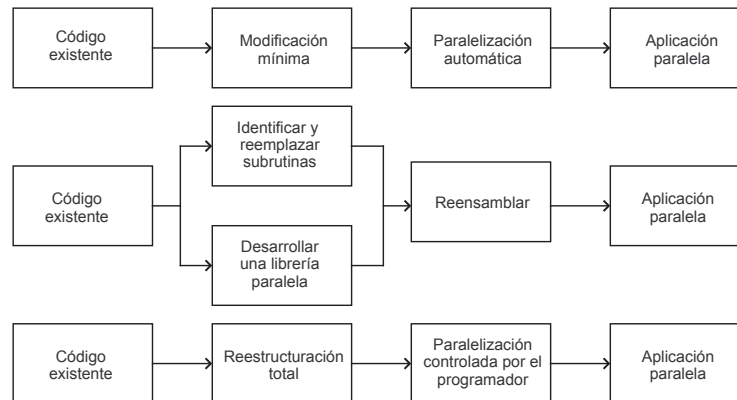 Código
existente
Modificación
mínima
Paralelización
automática
Aplicación
paralela
Código
existente
Identificar y
reemplazar
subrutinas
Desarrollar
una librería
paralela
Reensamblar
Aplicación
paralela
Código
existente
Reestructuración
total
Paralelización
controlada por el
programador
Aplicación
paralela